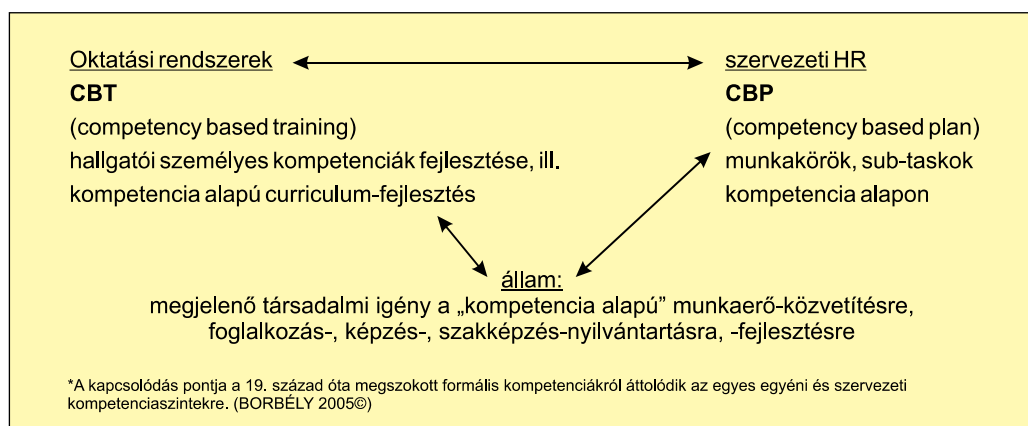 Oktatási rendszerek
CBT
(competency based training)
hallgatói személyes kompetenciák fejlesztése, ill.
kompetencia alapú curriculum-fejlesztés
szervezeti HR
CBP
(competency based plan)
munkakörök, sub-taskok
kompetencia alapon
állam:
megjelenő társadalmi igény a „kompetencia alapú” munkaerő-közvetítésre,
foglalkozás-, képzés-, szakképzés-nyilvántartásra, -fejlesztésre
*A kapcsolódás pontja a 19. század óta megszokott formális kompetenciákról áttolódik az egyes egyéni és szervezeti
kompetenciaszintekre. (BORBÉLY 2005©)